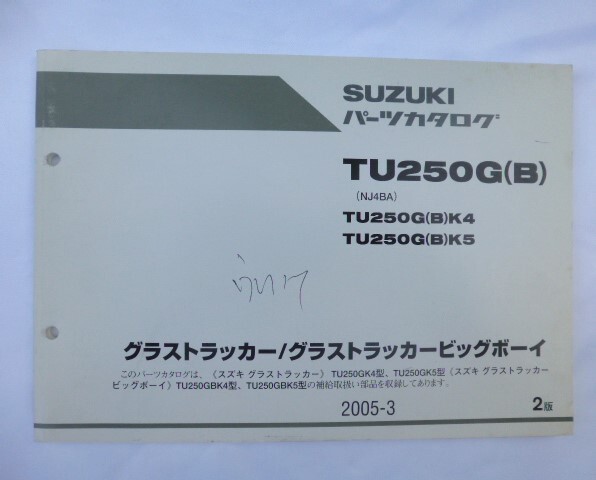 SUZUKI
パーツカタログ
TU250G(B)
(NJ4BA)
TU250G(B)K4
TU250G(B)K5
グラストラッカー/グラストラッカービッグボーイ
このパーツカタログは、(スズキ グラストラッカー) TU250GK4型、TU250GK5型(スズキ グラストラッカー
ビッグボーイ)TU250GBK4型、TU250GBK5型の補給取扱い部品を収録してあります。
2005-3
2版